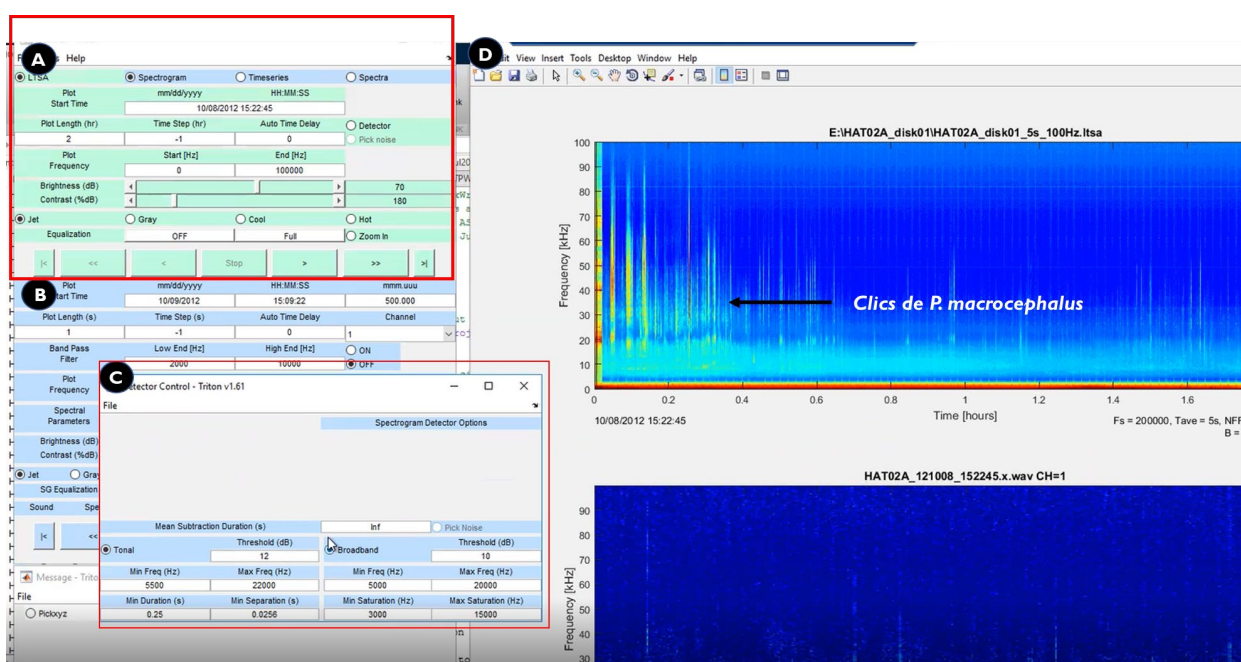 A
Help
LTSA Spectrogram Timeseries Spectra
Plot Start Time mm/dd/yyyy HH:MM:SS
10/08/2012 15:22:45
Plot Length (hr) Time Step (hr) Auto Time Delay Detector
2 -1 0 Pick noise
Plot Frequency Start [Hz] End [Hz]
0 100000
Brightness (dB) 70
Contrast (%dB) 180
Jet Gray Cool Hot
Equalization OFF Full Zoom In
|< << < Stop > >> >|
B
Plot mm/dd/yyyy HH:MM:SS mmm.uuu
tart Time 10/09/2012 15:09:22 500.000
Plot Length (s) Time Step (s) Auto Time Delay Channel
1 -1 0 1
Band Pass Filter Low End [Hz] High End [Hz] ON
2000 10000 OFF
Plot Frequency
Spectral Parameters
Brightness (dB)
Contrast (%dB)
Jet Gra
SG Equalization
Sound Spe
|< <<
Message - Trito
File
Pickxyz
C
etector Control - Triton v1.61
File
Spectrogram Detector Options
Mean Subtraction Duration (s) Inf Pick Noise
Tonal Threshold (dB) Broadband Threshold (dB)
12 10
Min Freq (Hz) Max Freq (Hz) Min Freq (Hz) Max Freq (Hz)
5500 22000 5000 20000
Min Duration (s) Min Separation (s) Min Saturation (Hz) Max Saturation (Hz)
0.25 0.0256 3000 15000
D
it View Insert Tools Desktop Window Help
E:\HAT02A_disk01\HAT02A_disk01_5s_100Hz.ltsa
100
90
80
70
60
50
40
30
20
10
0
Frequency [kHz]
Clics de P. macrocephalus
0 0.2 0.4 0.6 0.8 1 1.2 1.4 1.6
Time [hours]
10/08/2012 15:22:45
Fs = 200000, Tave = 5s, NFF
B =
HAT02A_121008_152245.x.wav CH=1
90
80
70
60
50
40
30
Frequency [kHz]